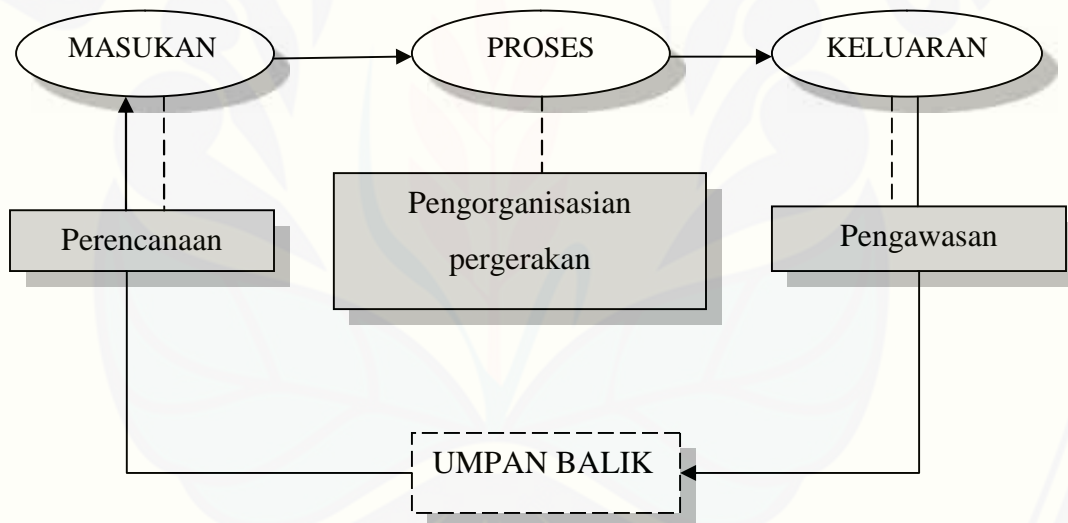 MASUKAN
PROSES
KELUARAN
Perencanaan
Pengorganisasian
pergerakan
Pengawasan
UMPAN BALIK